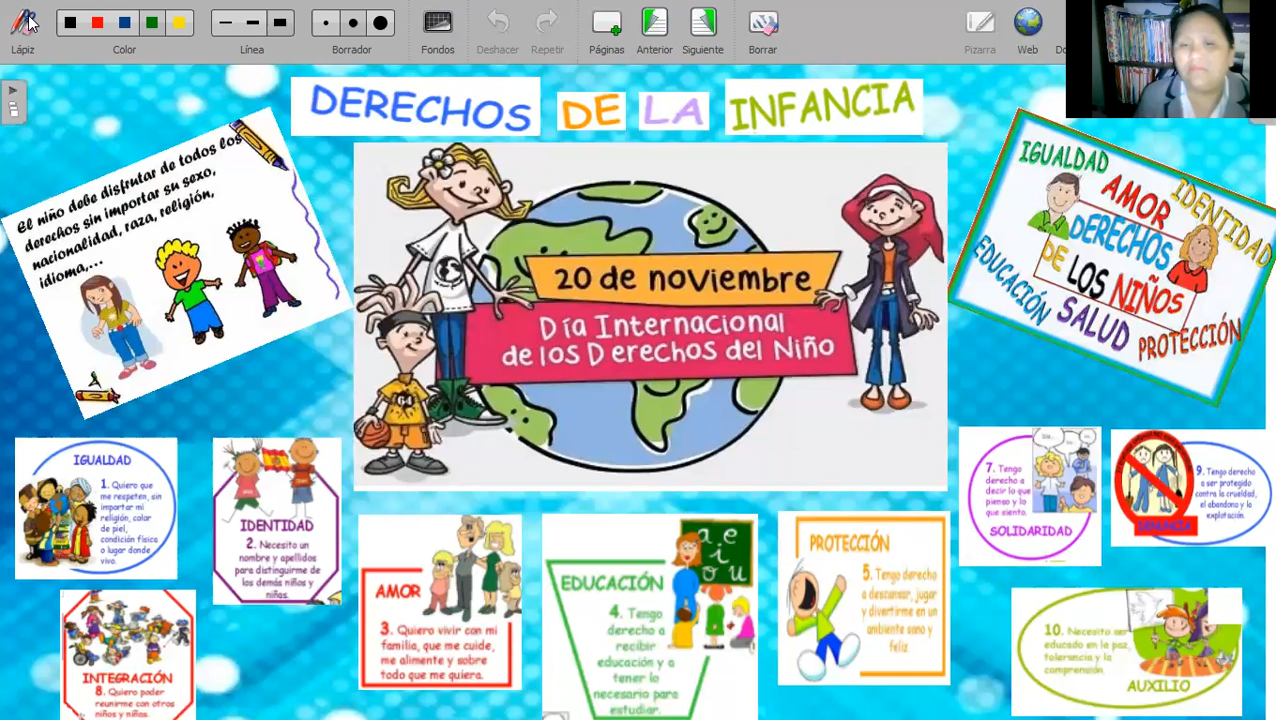 Lápiz
Color
Línea
Borrador
Fondos
Deshacer
Repetir
Páginas
Anterior
Siguiente
Borrar
Pizarra
Web
DERECHOS DE LA INFANCIA
El niño debe disfrutar de todos los
derechos sin importar su sexo,
nacionalidad, raza, religión,
idioma,...
20 de noviembre
Día Internacional
de los Derechos del Niño
64
IGUALDAD
AMOR
IDENTIDAD
DERECHOS
DE LOS NIÑOS
EDUCACIÓN
SALUD
PROTECCIÓN
IGUALDAD
1. Quiero que
me respeten, sin
importar mi
religión, color
de piel,
condición física
o lugar donde
vivo.
IDENTIDAD
2. Necesito un
nombre y apellidos
para distinguirme de
los demás niños y
niñas.
AMOR
3. Quiero vivir con mi
familia, que me cuide,
me alimente y sobre
todo que me quiera.
a e
i
o u
EDUCACIÓN
4. Tengo
derecho a
recibir
educación y a
tener lo
necesario para
estudiar.
PROTECCIÓN
5. Tengo derecho
a descansar, jugar
y divertirme en un
ambiente sano y
feliz
7. Tengo
derecho a
decir lo que
pienso y lo
que siento.
SOLIDARIDAD
INTEGRACIÓN
8. Quiero poder
reunirme con otros
niños y niñas.
9. Tengo derecho
a ser protegido
contra la crueldad,
el abandono y la
explotación.
DENUNCIA
10. Necesito ser
educado en la paz,
tolerancia y la
comprensión.
AUXILIO